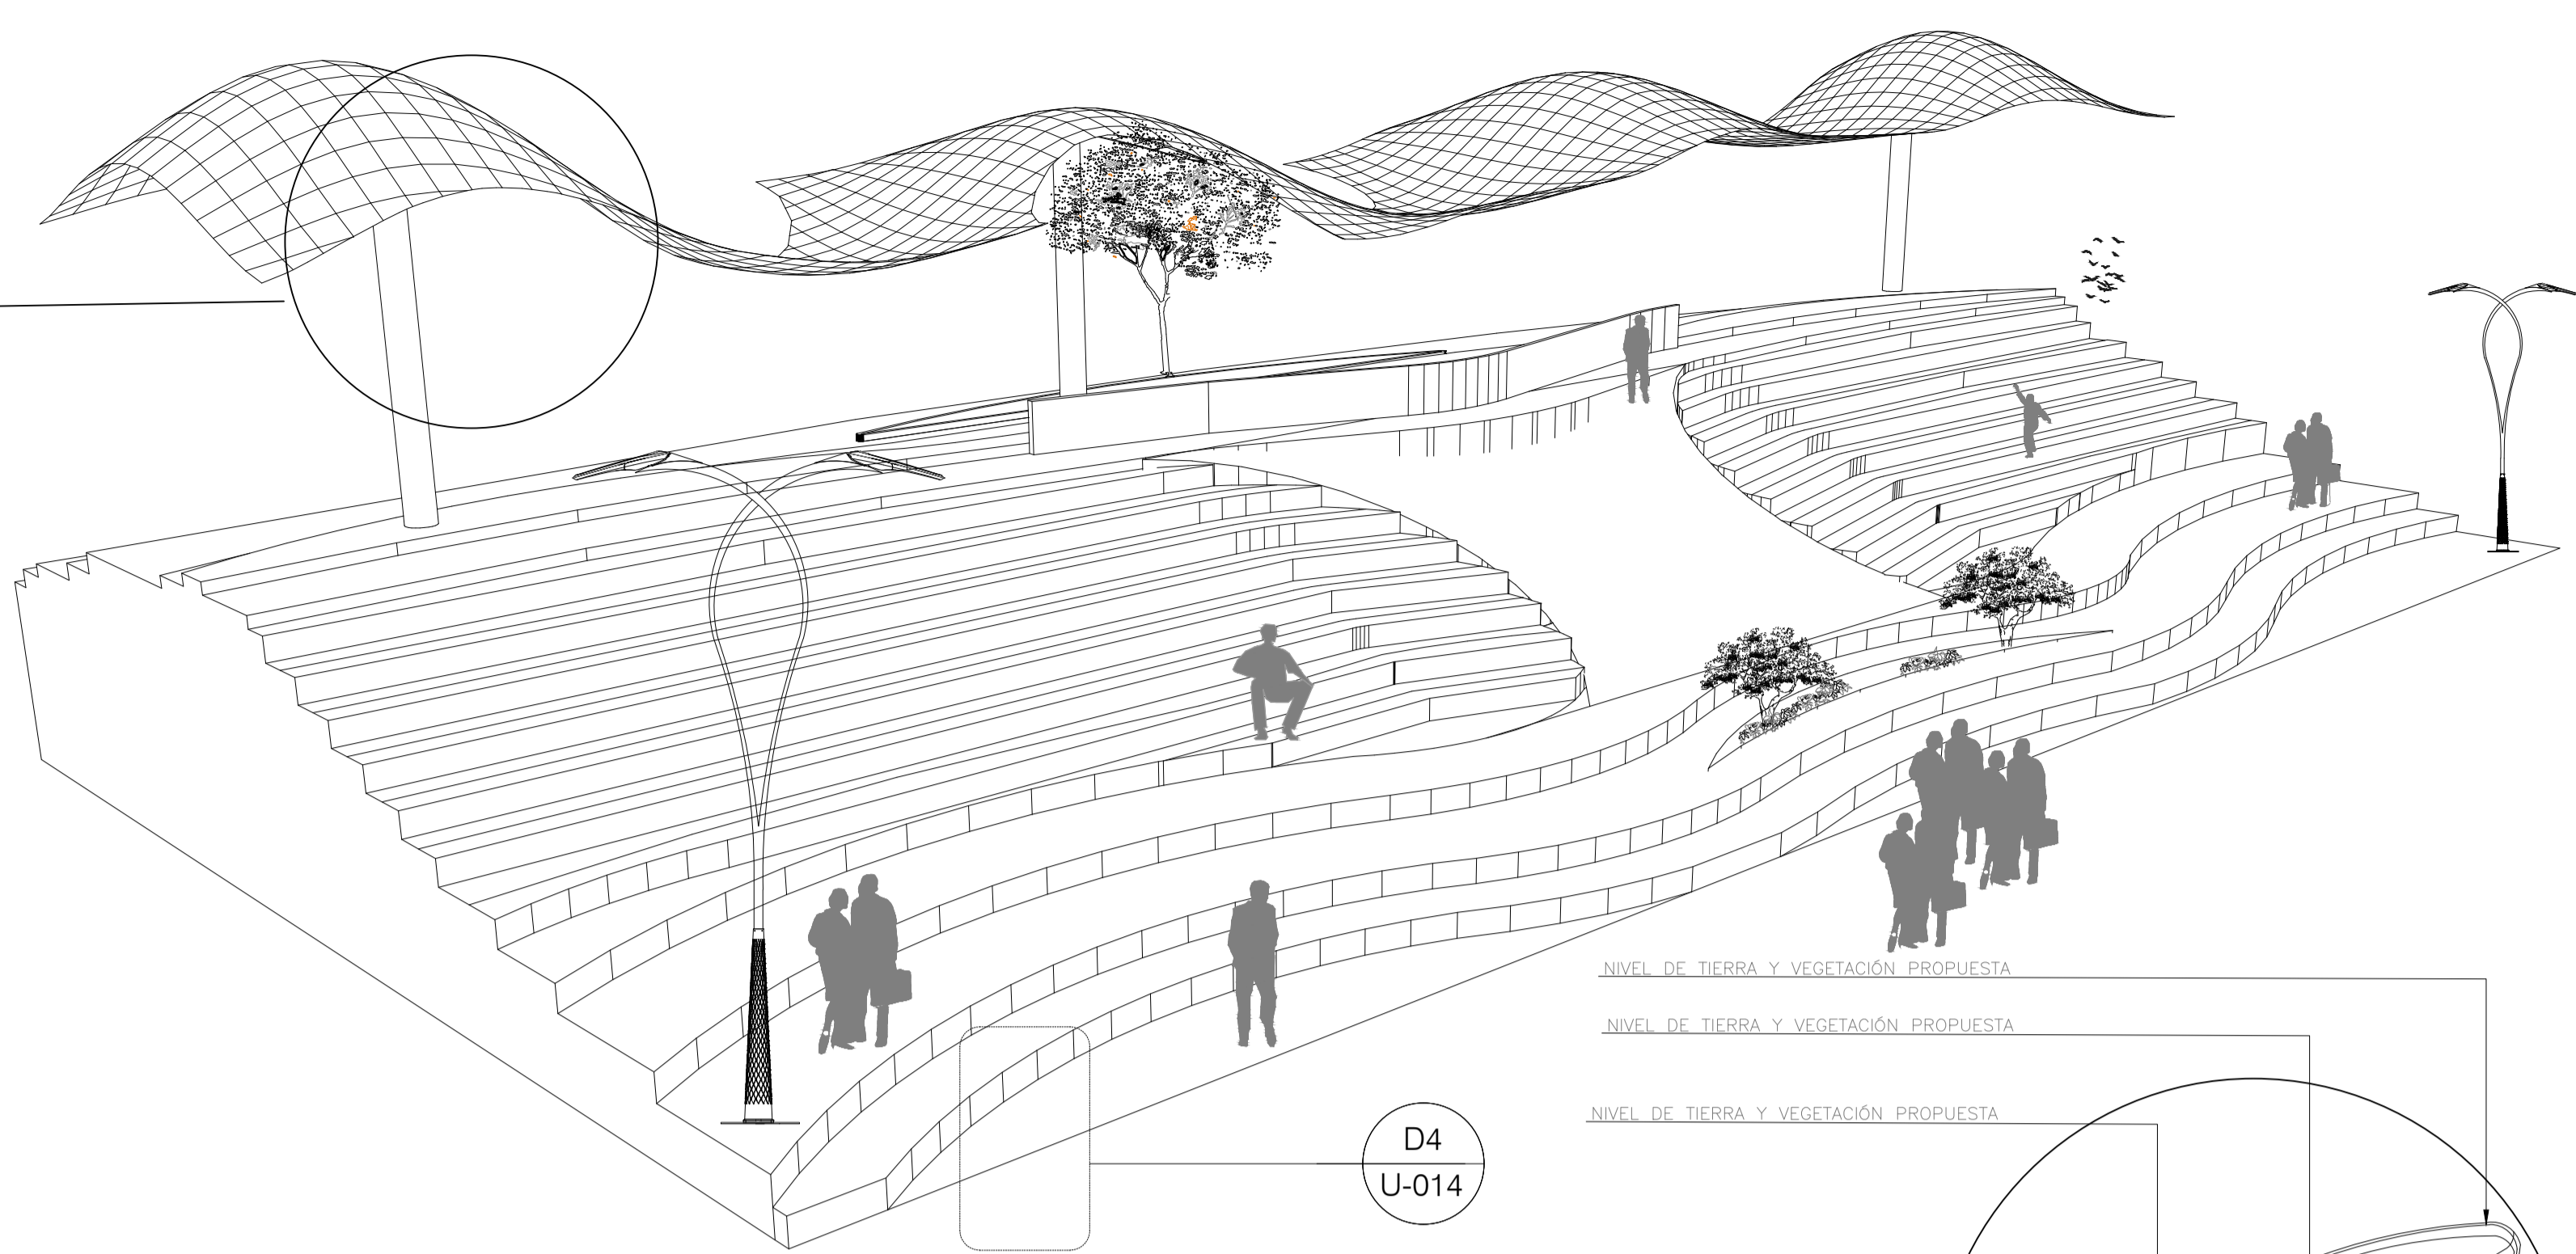 NIVEL DE TIERRA Y VEGETACIÓN PROPUESTA
NIVEL DE TIERRA Y VEGETACIÓN PROPUESTA
NIVEL DE TIERRA Y VEGETACIÓN PROPUESTA
D4
U-014